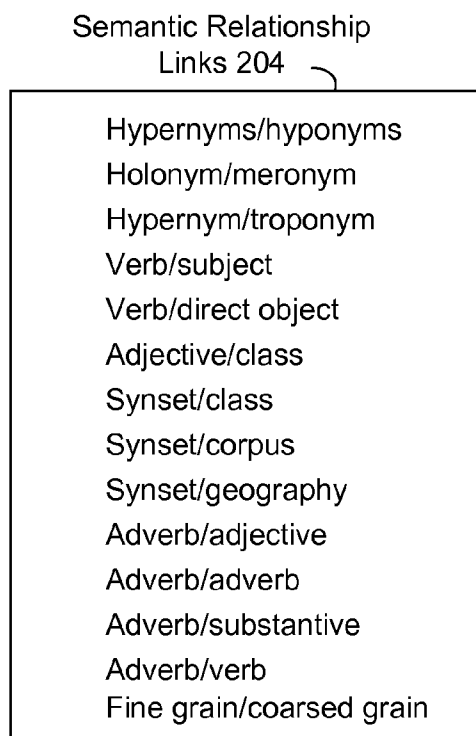 Semantic Relationship
Links 204
Hypernyms/hyponyms
Holonym/meronym
Hypernym/troponym
Verb/subject
Verb/direct object
Adjective/class
Synset/class
Synset/corpus
Synset/geography
Adverb/adjective
Adverb/adverb
Adverb/substantive
Adverb/verb
Fine grain/coarsed grain